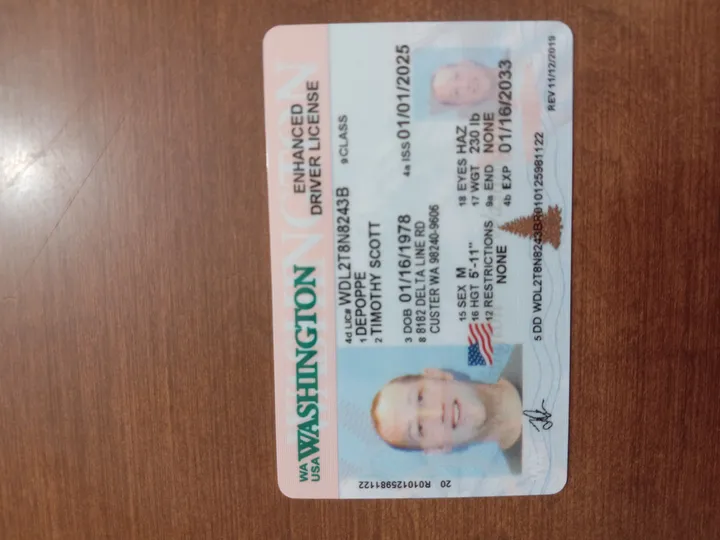 WA
USA WASHINGTON
ENHANCED
DRIVER LICENSE
4d LIC# WDL2T8N8243B
9 CLASS
1 DEPOPPE
2 TIMOTHY SCOTT
3 DOB 01/16/1978
4a ISS 01/01/2025
8 8182 DELTA LINE RD
CUSTER WA 98240-9606
15 SEX M
18 EYES HAZ
16 HGT 5'-11"
17 WGT 230 lb
12 RESTRICTIONS
9a END NONE
NONE
4b EXP 01/16/2033
5 DD WDL2T8N8243BR010125981122
REV 11/12/2019
20 R010125981122